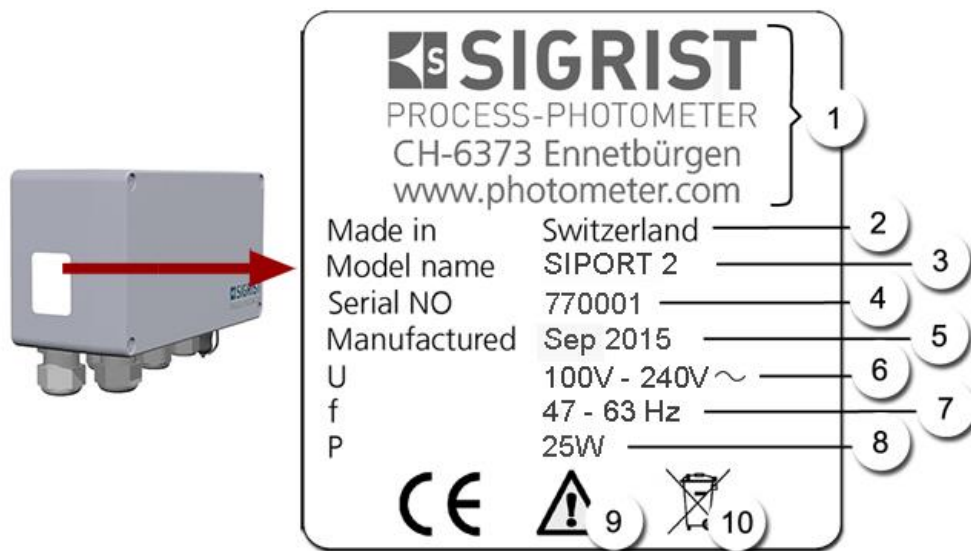 SIGRIST
PROCESS-PHOTOMETER
CH-6373 Ennetbürgen
www.photometer.com
1
Made in Switzerland 2
Model name SIPORT 2 3
Serial NO 770001 4
Manufactured Sep 2015 5
U 100V - 240V~ 6
f 47 - 63 Hz 7
P 25W 8
CE 9 10
SIGRIST